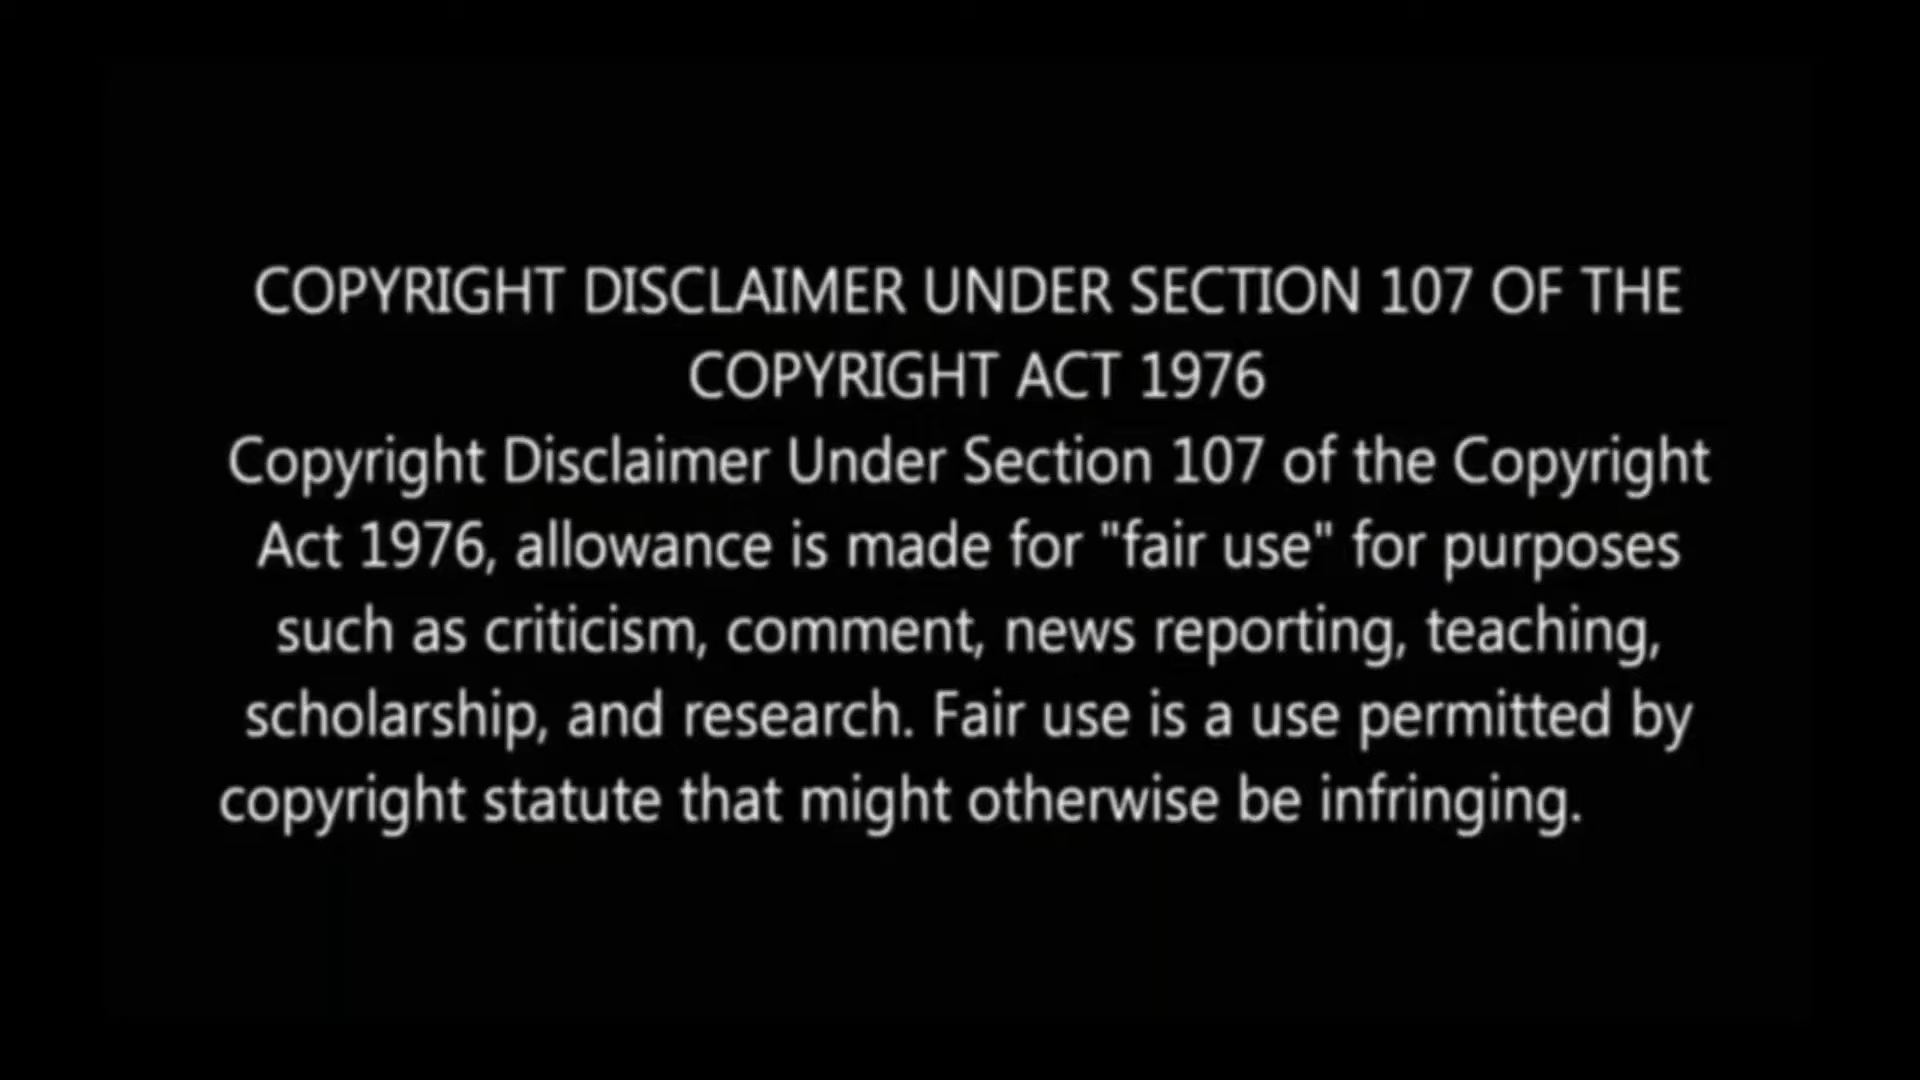 COPYRIGHT DISCLAIMER UNDER SECTION 107 OF THE
COPYRIGHT ACT 1976
Copyright Disclaimer Under Section 107 of the Copyright
Act 1976, allowance is made for "fair use" for purposes
such as criticism, comment, news reporting, teaching,
scholarship, and research. Fair use is a use permitted by
copyright statute that might otherwise be infringing.